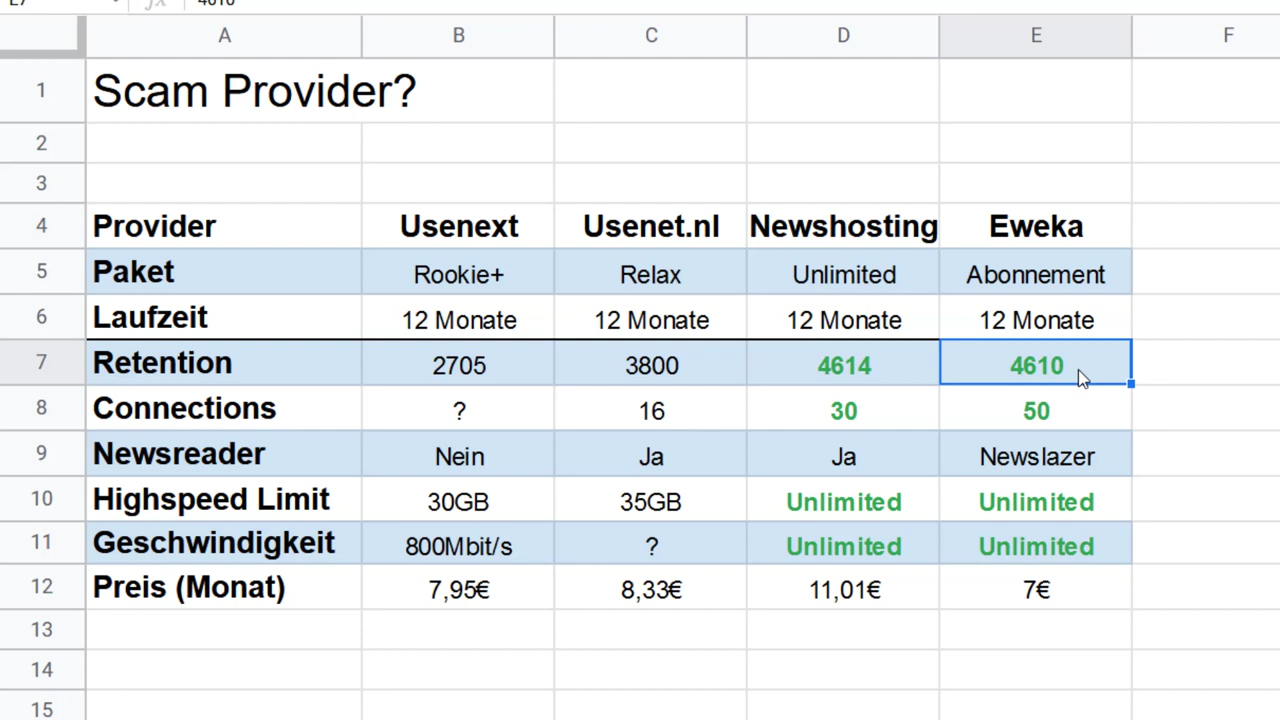 A B C D E F
1 Scam Provider?
2
3
4 Provider Usenext Usenet.nl Newshosting Eweka
5 Paket Rookie+ Relax Unlimited Abonnement
6 Laufzeit 12 Monate 12 Monate 12 Monate 12 Monate
7 Retention 2705 3800 4614 4610
8 Connections ? 16 30 50
9 Newsreader Nein Ja Ja Newslazer
10 Highspeed Limit 30GB 35GB Unlimited Unlimited
11 Geschwindigkeit 800Mbit/s ? Unlimited Unlimited
12 Preis (Monat) 7,95€ 8,33€ 11,01€ 7€
13
14
15